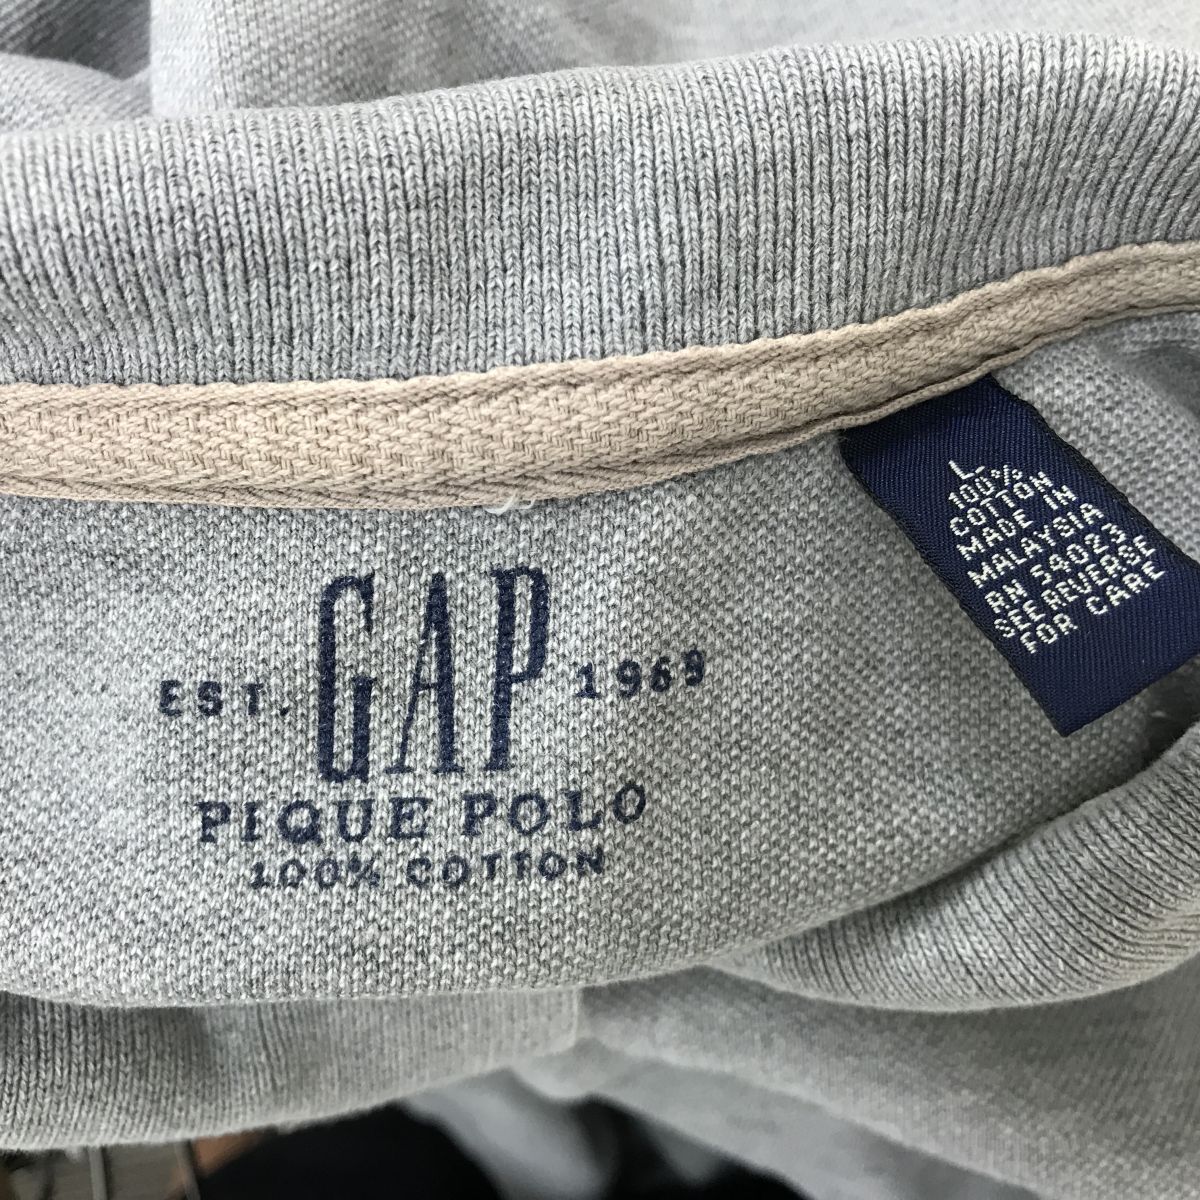 EST. GAP 1969
PIQUE POLO
100% COTTON
L.
100%
COTTON
MADE IN
MALAYSIA
RN 54023
SEE REVERSE
FOR CARE